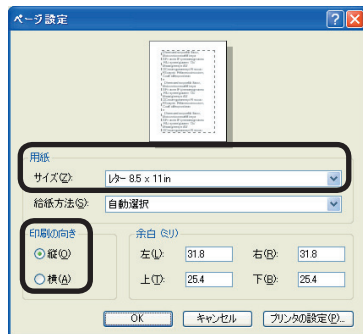 ページ設定
用紙
サイズ(Z): レター 8.5 x 11 in
給紙方法(S): 自動選択
印刷の向き
縦(O)
横(A)
余白 (ミリ)
左(L): 31.8 右(R): 31.8
上(T): 25.4 下(B): 25.4
OK キャンセル プリンタの設定(P)...